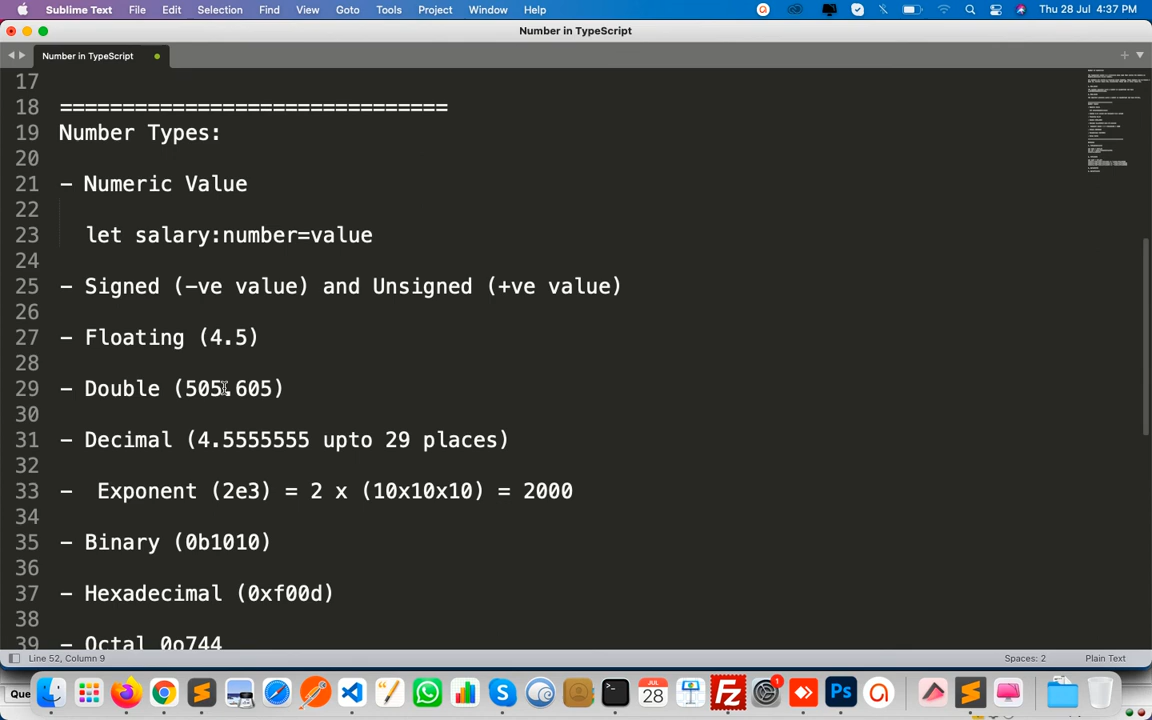 Sublime Text File Edit Selection Find View Goto Tools Project Window Help Thu 28 Jul 4:37 PM
Number in TypeScript
Number in TypeScript
17
18 ===============================
19 Number Types:
20
21 - Numeric Value
22
23 let salary:number=value
24
25 - Signed (-ve value) and Unsigned (+ve value)
26
27 - Floating (4.5)
28
29 - Double (505.605)
30
31 - Decimal (4.5555555 upto 29 places)
32
33 -  Exponent (2e3) = 2 x (10x10x10) = 2000
34
35 - Binary (0b1010)
36
37 - Hexadecimal (0xf00d)
38
39 - Octal 0o744
Line 52, Column 9 Spaces: 2 Plain Text
Que
28
1